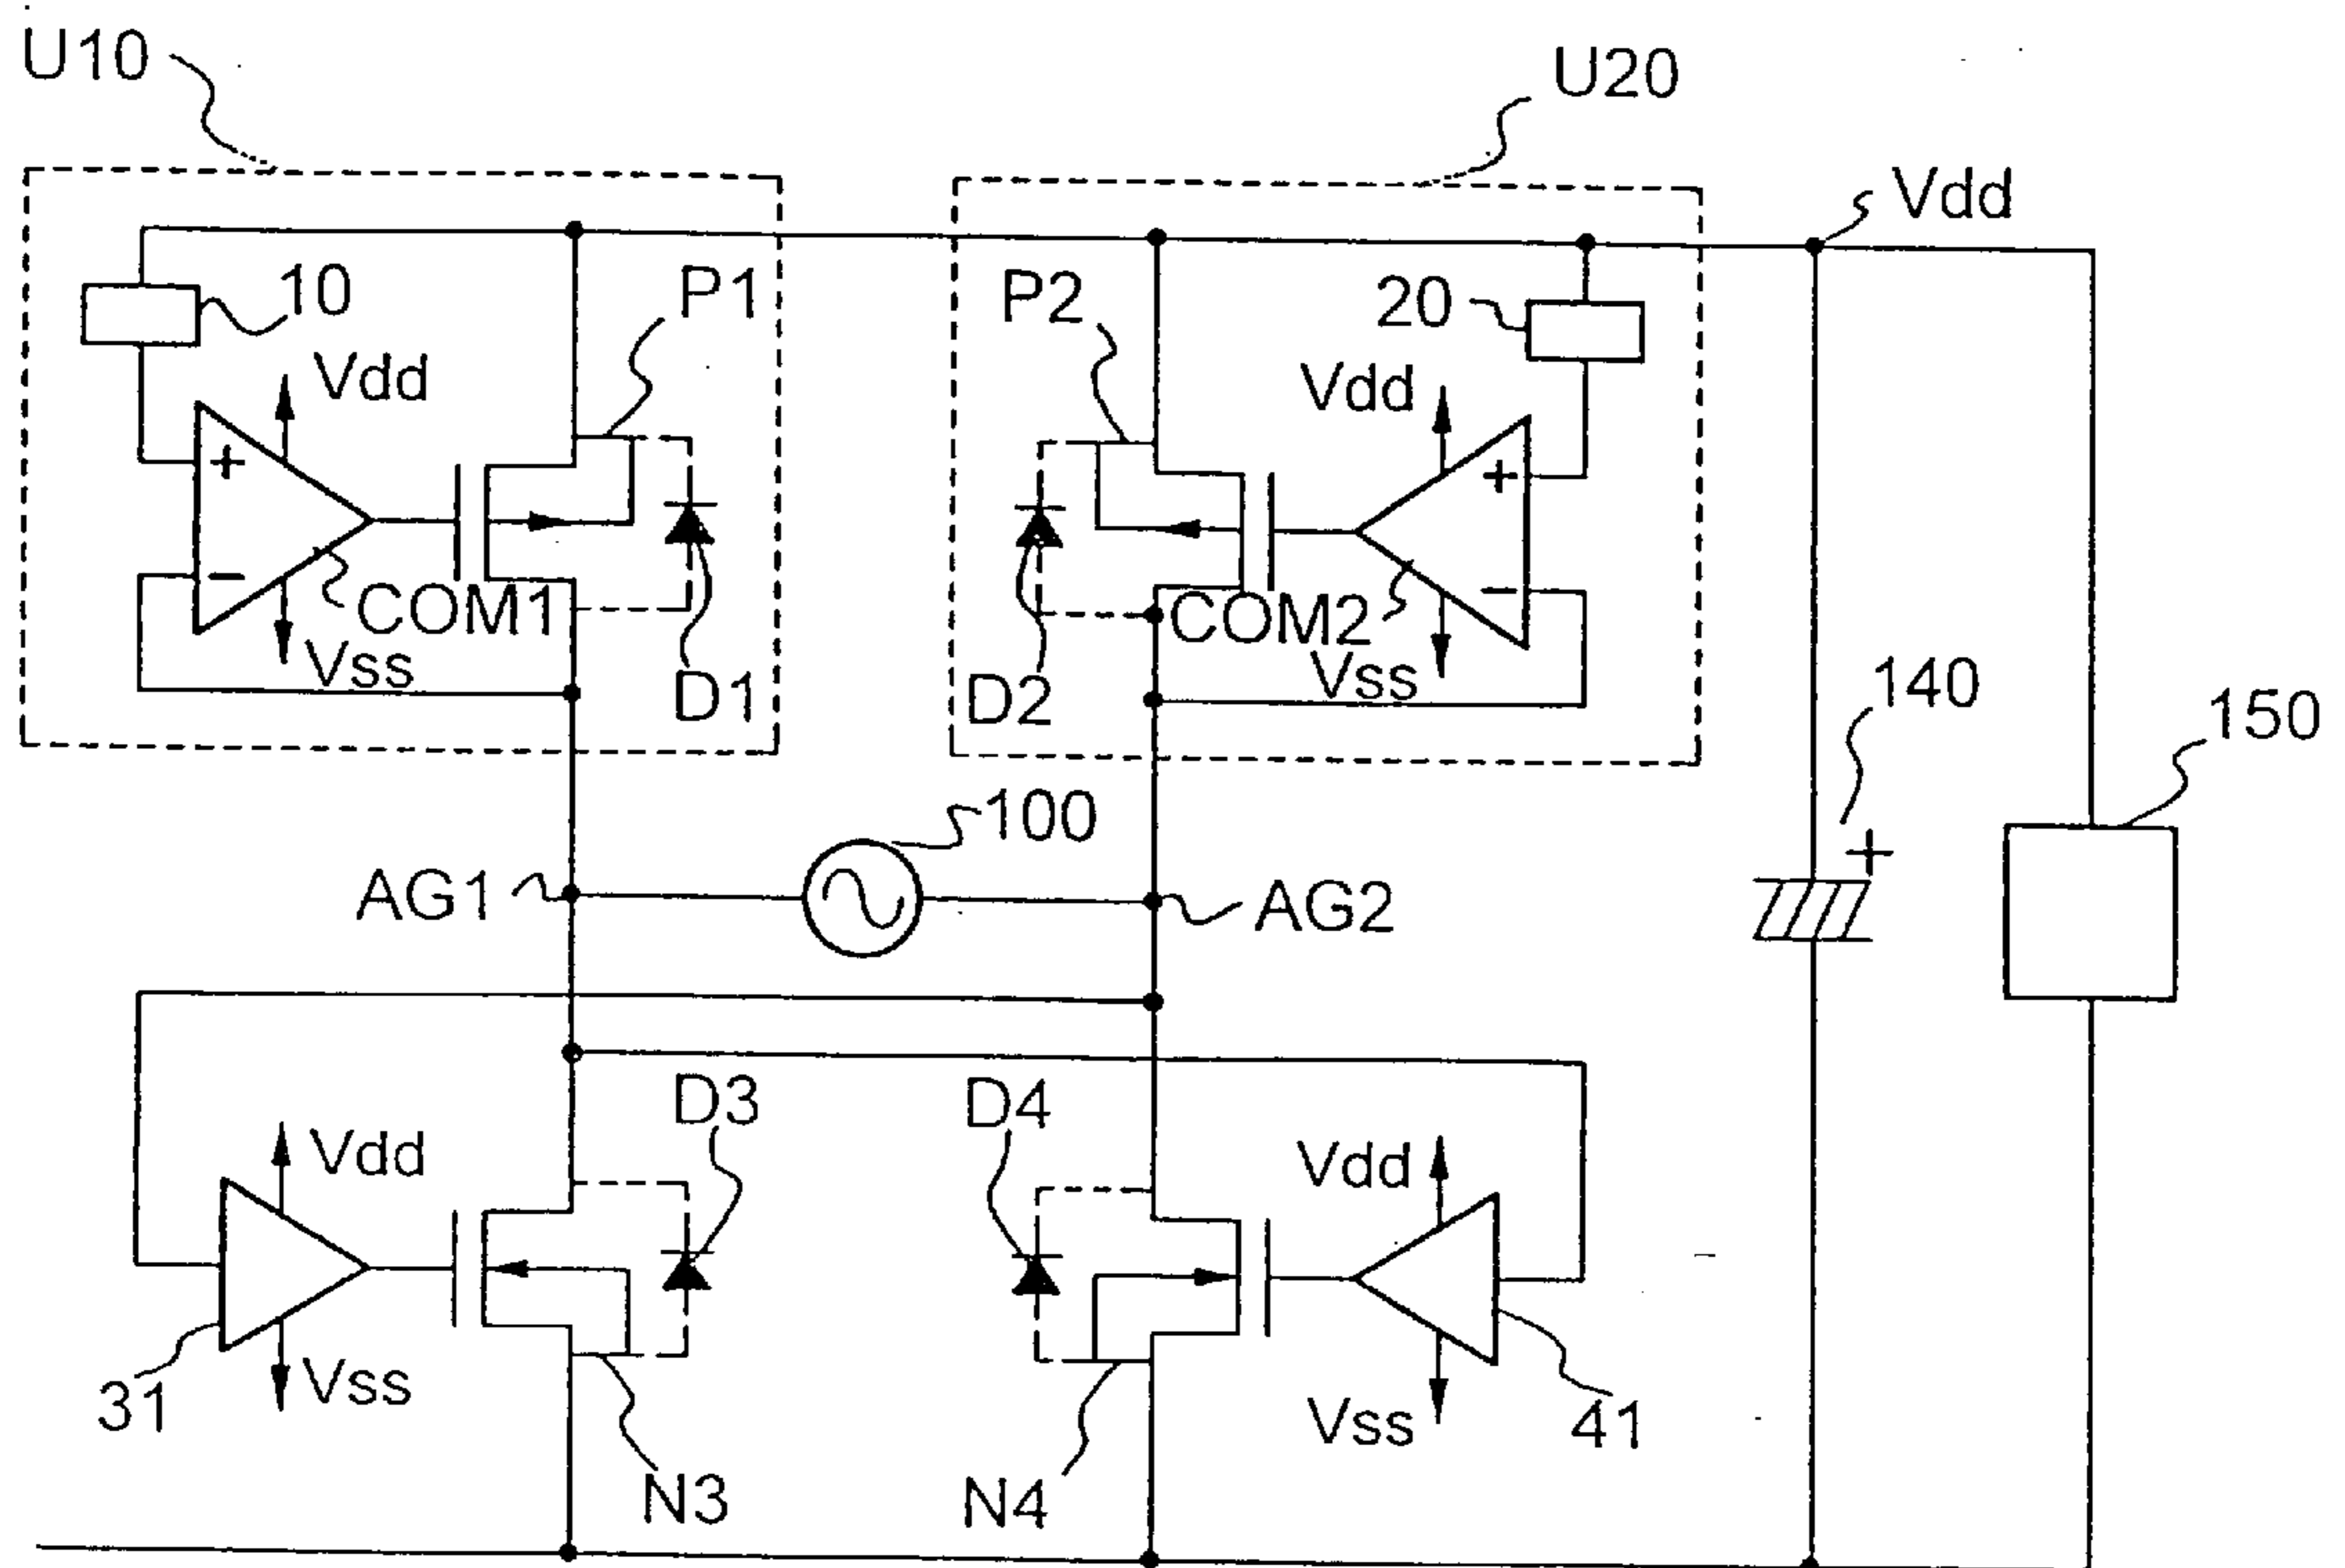 U10
U20
Vdd
10
P1
P2
20
Vdd
Vdd
+
+
−
COM1
−
COM2
Vss
Vss
D1
D2
140
150
100
+
AG1
AG2
D3
D4
Vdd
Vdd
31
Vss
Vss
41
N3
N4